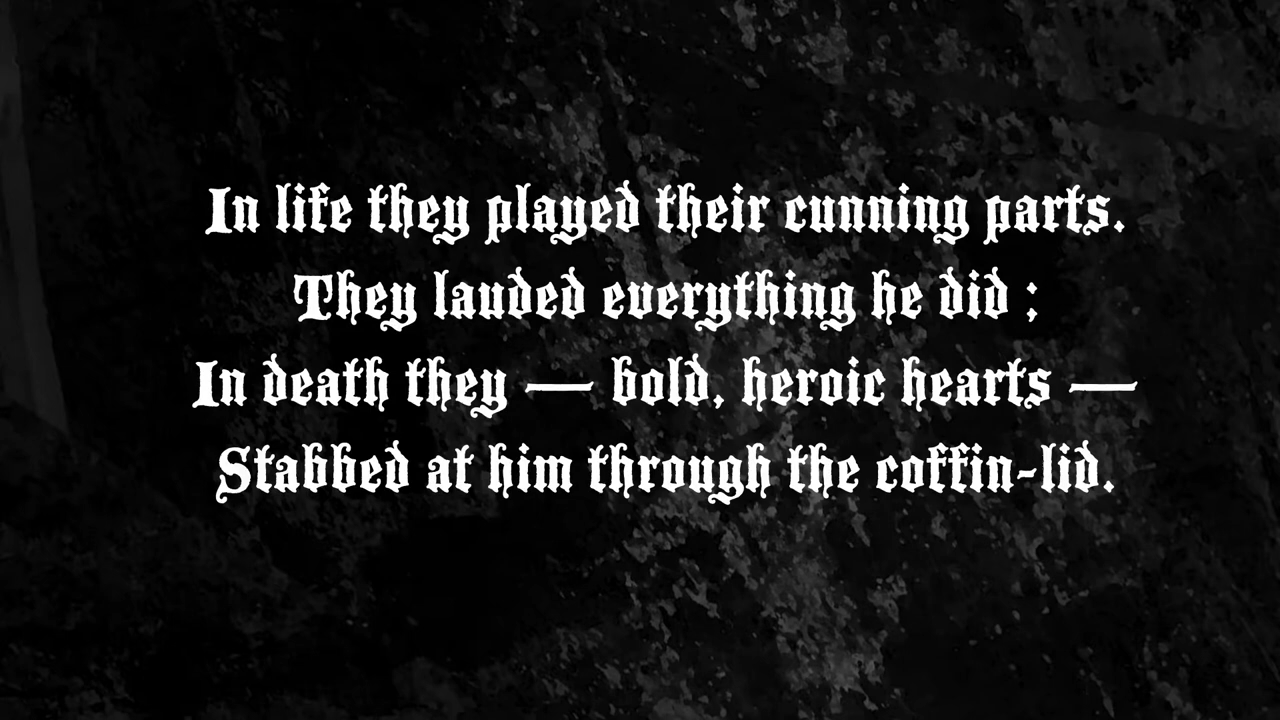 In life they played their cunning parts.
They lauded everything he did ;
In death they — bold, heroic hearts —
Stabbed at him through the coffin-lid.